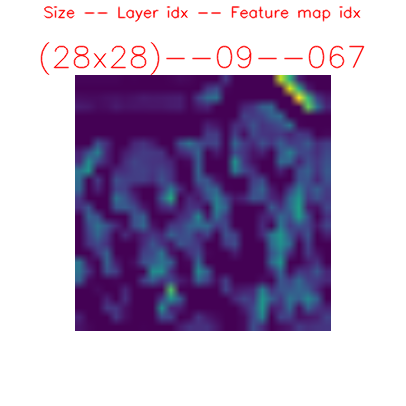 Size -- Layer idx -- Feature map idx
(28x28)--09--067